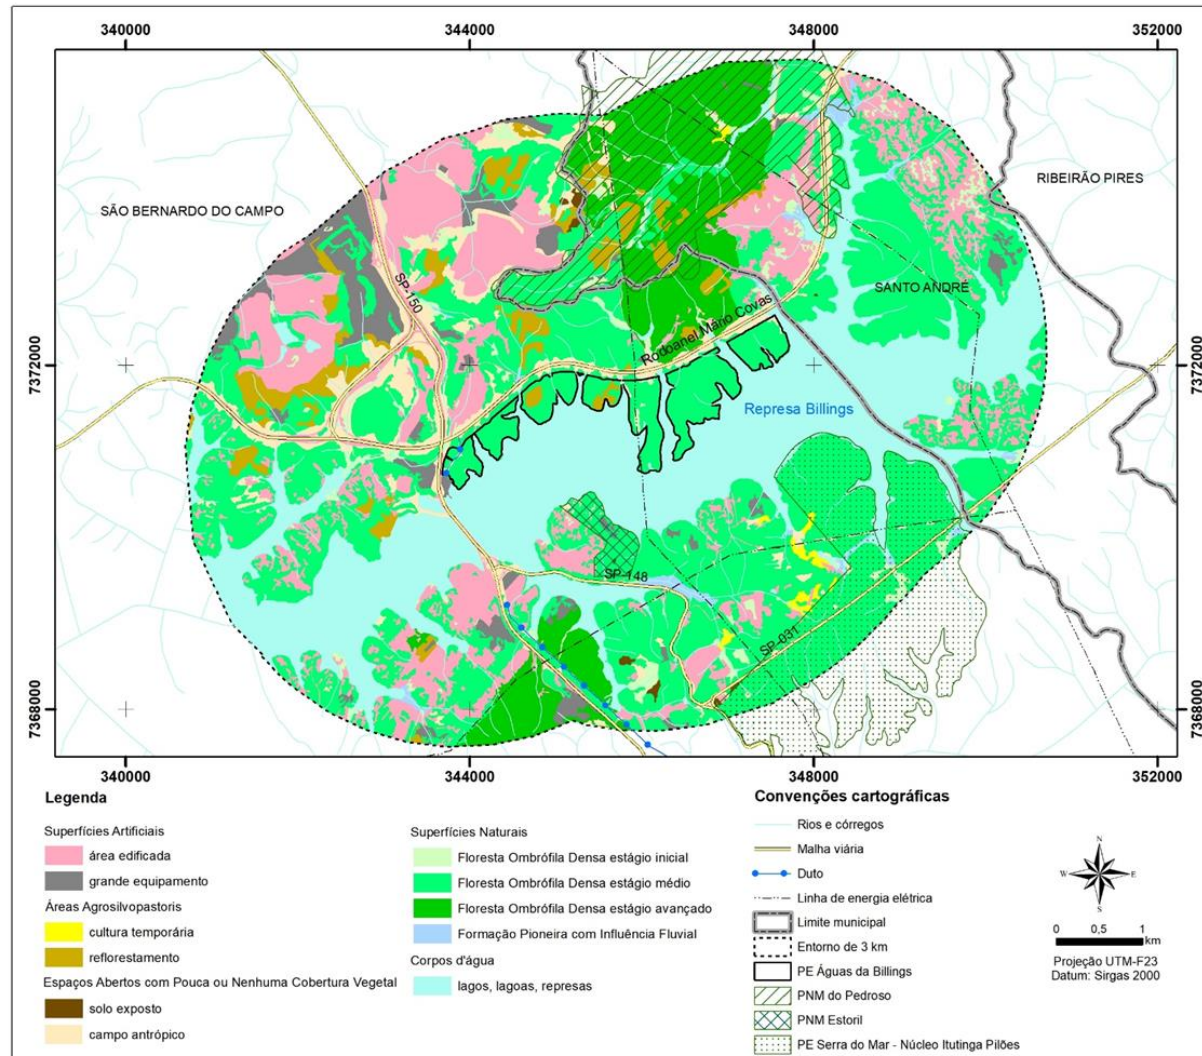 340000
344000
348000
352000
RIBEIRÃO PIRES
SÃO BERNARDO DO CAMPO
SP-150
SANTO ANDRÉ
Rodoanel Mário Covas
7372000
7372000
Represa Billings
SP-148
SP-031
7368000
7368000
340000
344000
348000
352000
Legenda
Superfícies Artificiais
área edificada
grande equipamento
Áreas Agrosilvopastoris
cultura temporária
reflorestamento
Espaços Abertos com Pouca ou Nenhuma Cobertura Vegetal
solo exposto
campo antrópico
Superfícies Naturais
Floresta Ombrófila Densa estágio inicial
Floresta Ombrófila Densa estágio médio
Floresta Ombrófila Densa estágio avançado
Formação Pioneira com Influência Fluvial
Corpos d'água
lagos, lagoas, represas
Convenções cartográficas
Rios e córregos
Malha viária
Duto
Linha de energia elétrica
Limite municipal
Entorno de 3 km
PE Águas da Billings
PNM do Pedroso
PNM Estoril
PE Serra do Mar - Núcleo Itutinga Pilões
N
W
E
S
0 0,5 1
km
Projeção UTM-F23
Datum: Sirgas 2000